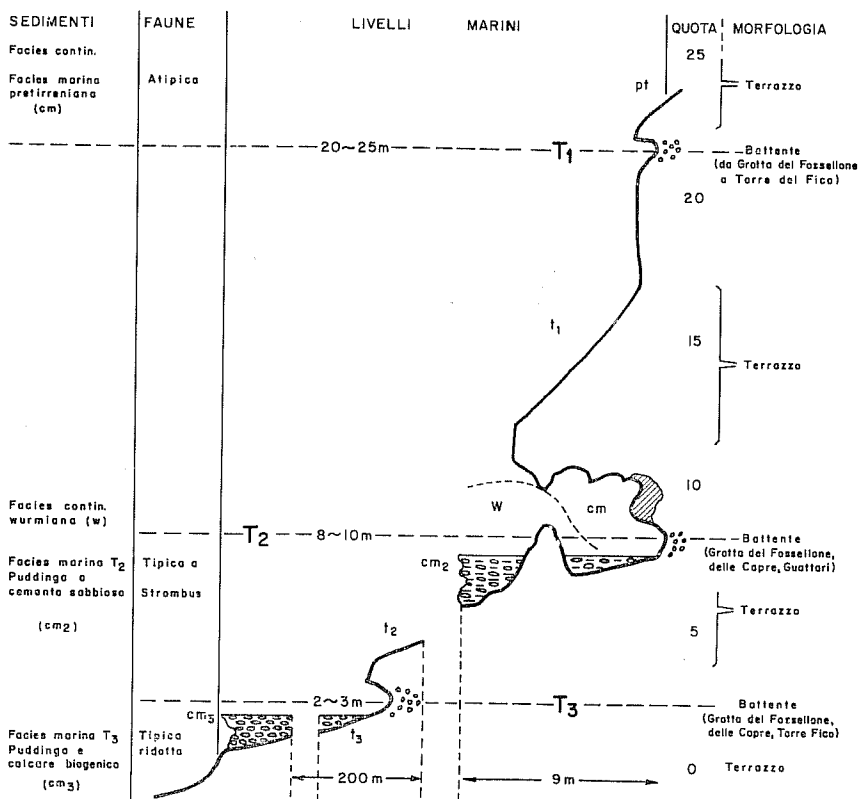 SEDIMENTI FAUNE LIVELLI MARINI QUOTA MORFOLOGIA
Facies contin.
25
Facies marina
pretirreniana
(cm)
Atipica
pt
Terrazzo
20~25m
T1
Battente
(da Grotta del Fossellone
a Torre del Fico)
20
t1
15
Terrazzo
10
W
cm
Facies contin.
wurmiana (w)
T2
8~10m
Battente
(Grotta del Fossellone,
delle Capre, Guattari)
Facies marina T2
Puddinga a
cemento sabbioso
(cm2)
Tipica a
Strombus
cm2
Terrazzo
5
t2
2~3m
T3
Battente
(Grotta del Fossellone,
delle Capre, Torre Fico)
cm3
t3
Facies marina T3
Puddinga e
calcare biogenico
(cm3)
Tipica
ridotta
0 Terrazzo
200m
9m